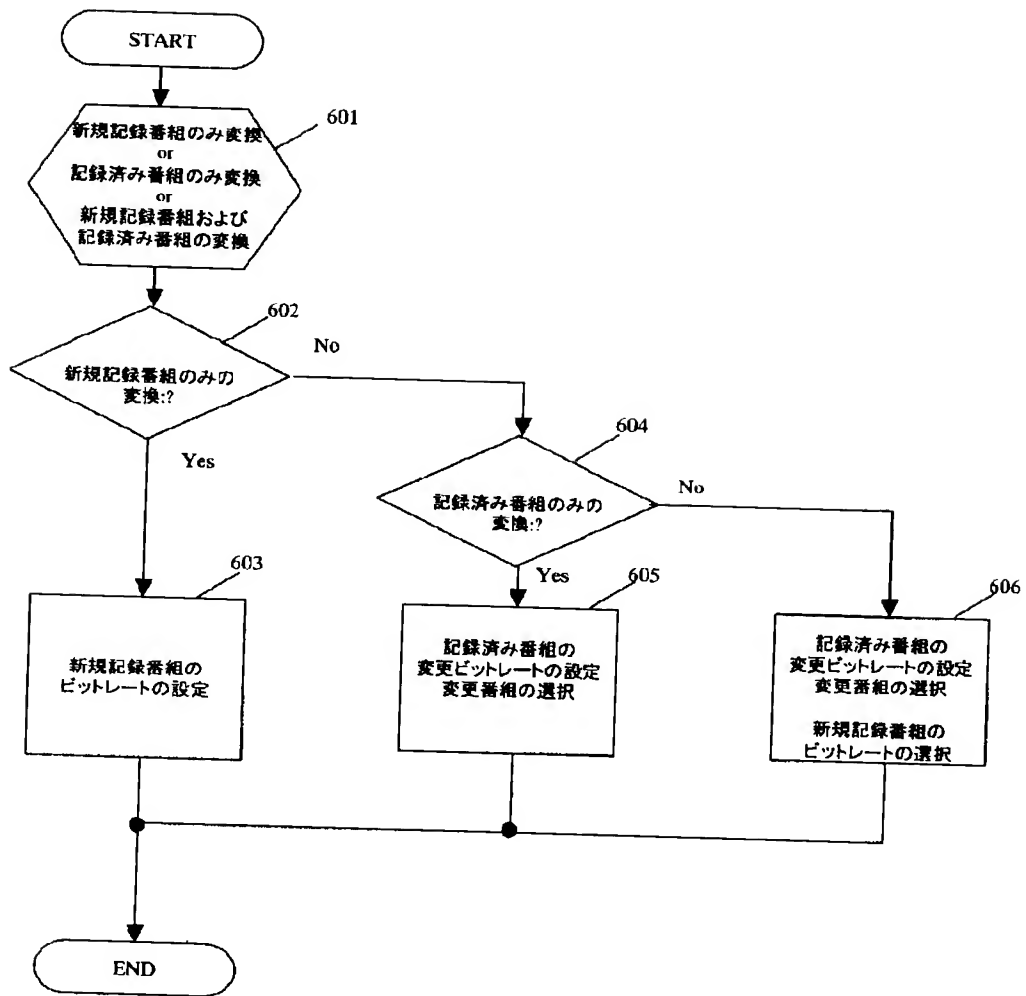 START
601
新規記録番組のみ変換
or
記録済み番組のみ変換
or
新規記録番組および
記録済み番組の変換
602
No
新規記録番組のみの
変換:?
Yes
604
No
記録済み番組のみの
変換:?
Yes
603
新規記録番組の
ビットレートの設定
605
記録済み番組の
変更ビットレートの設定
変更番組の選択
606
記録済み番組の
変更ビットレートの設定
変更番組の選択
新規記録番組の
ビットレートの選択
END